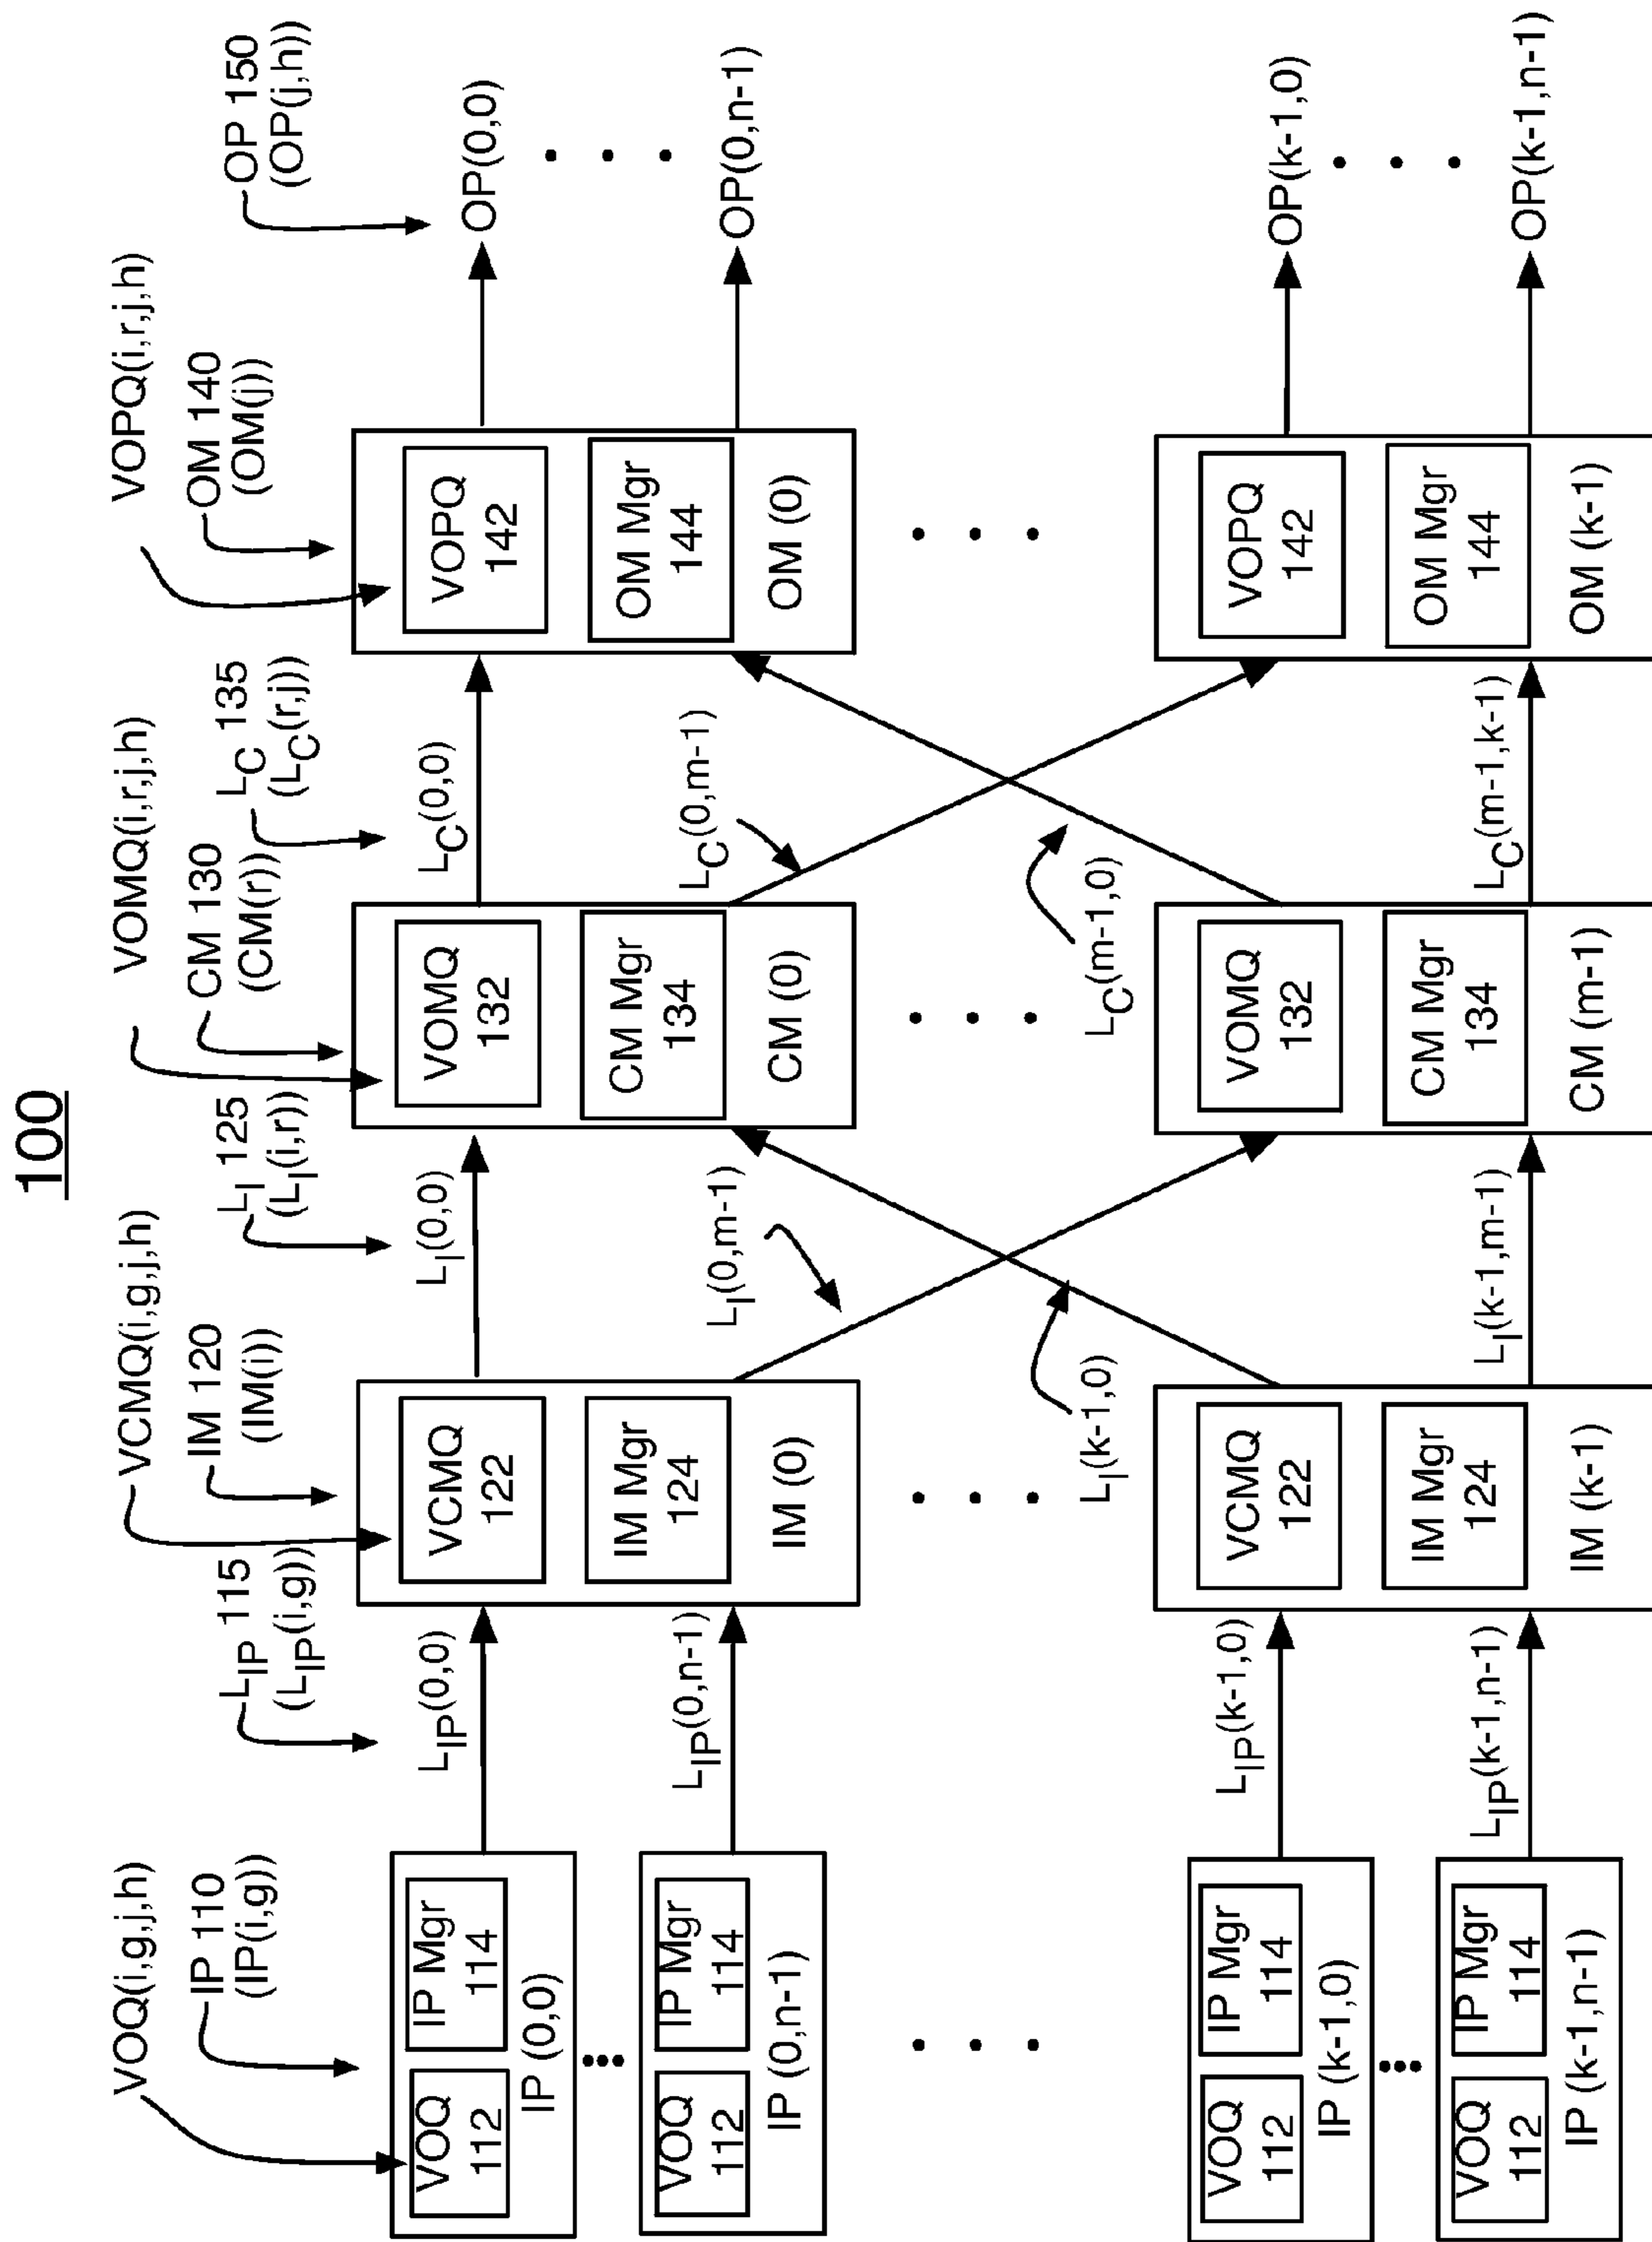 100
VOQ(i,g,j,h)
IP 110
(IP(i,g))
LIP 115
(LIP(i,g))
VCMQ(i,g,j,h)
IM 120
(IM(i))
LI 125
(LI(i,r))
VOMQ(i,r,j,h)
CM 130
(CM(r))
LC 135
(LC(r,j))
VOPQ(i,r,j,h)
OM 140
(OM(j))
OP 150
(OP(j,h))
VOQ
112
IP Mgr
114
IP (0,0)
VOQ
112
IP Mgr
114
IP (0,n-1)
VOQ
112
IP Mgr
114
IP (k-1,0)
VOQ
112
IP Mgr
114
IP (k-1,n-1)
LIP(0,0)
LIP(0,n-1)
LIP(k-1,0)
LIP(k-1,n-1)
VCMQ
122
IM Mgr
124
IM (0)
VCMQ
122
IM Mgr
124
IM (k-1)
LI(0,0)
LI(0,m-1)
LI(k-1,0)
LI(k-1,m-1)
VOMQ
132
CM Mgr
134
CM (0)
VOMQ
132
CM Mgr
134
CM (m-1)
LC(0,0)
LC(0,m-1)
LC(m-1,0)
LC(m-1,k-1)
VOPQ
142
OM Mgr
144
OM (0)
VOPQ
142
OM Mgr
144
OM (k-1)
OP(0,0)
OP(0,n-1)
OP(k-1,0)
OP(k-1,n-1)